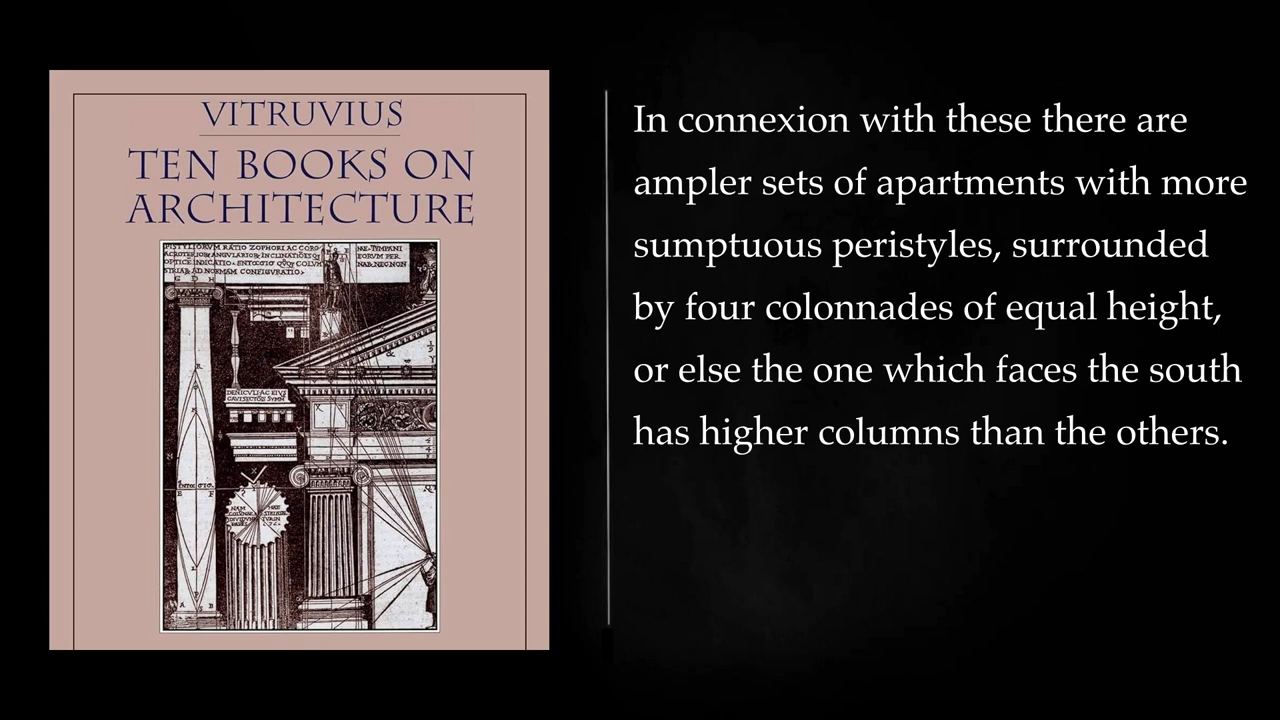 VITRUVIUS
TEN BOOKS ON
ARCHITECTURE
In connexion with these there are
ampler sets of apartments with more
sumptuous peristyles, surrounded
by four colonnades of equal height,
or else the one which faces the south
has higher columns than the others.